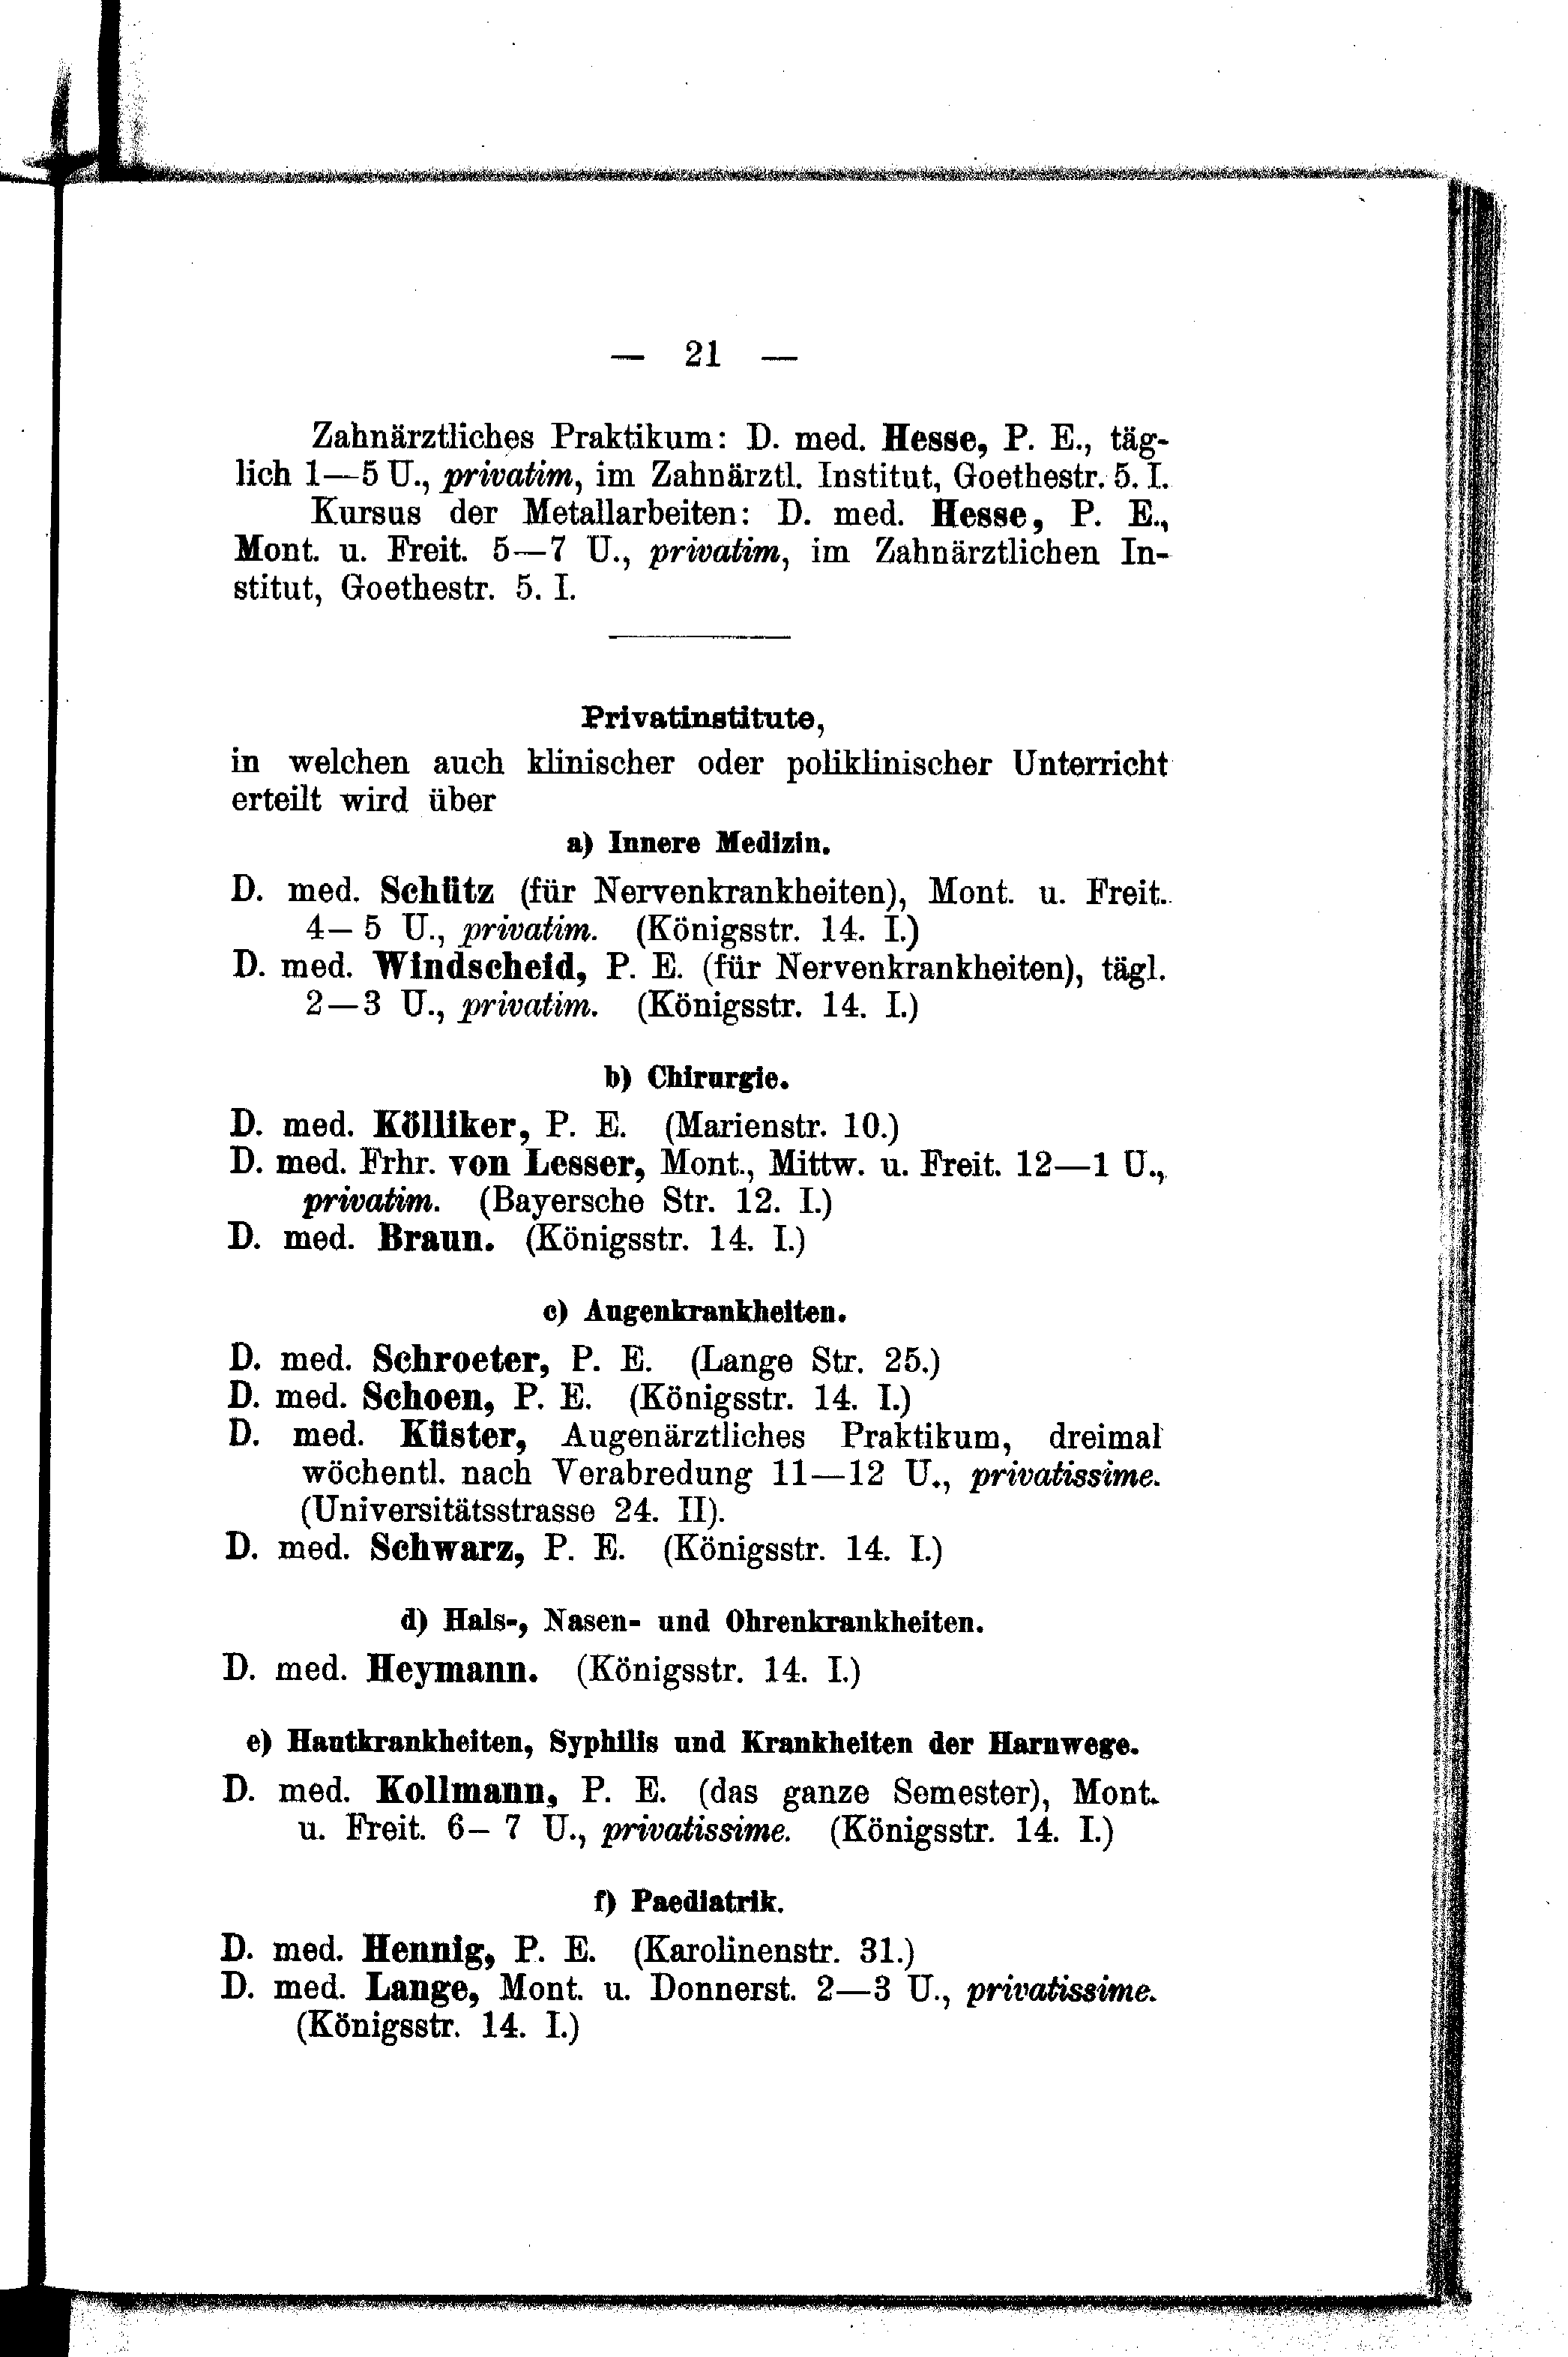 — 21 —
Zahnärztliches Praktikum: D. med. Hesse, P. E., täg-
lich 1—5 U., privatim, im Zahnärztl. Institut, Goethestr. 5. I.
Kursus der Metallarbeiten: D. med. Hesse, P. E.,
Mont. u. Freit. 5—7 U., privatim, im Zahnärztlichen In-
stitut, Goethestr. 5. I.
Privatinstitute,
in welchen auch klinischer oder poliklinischer Unterricht
erteilt wird über
a) Innere Medizin.
D. med. Schütz (für Nervenkrankheiten), Mont. u. Freit.
4— 5 U., privatim. (Königsstr. 14. I.)
D. med. Windscheid, P. E. (für Nervenkrankheiten), tägl.
2—3 U., privatim. (Königsstr. 14. I.)
b) Chirurgie.
D. med. Kölliker, P. E. (Marienstr. 10.)
D. med. Frhr. von Lesser, Mont., Mittw. u. Freit. 12—1 U.,
privatim. (Bayersche Str. 12. I.)
D. med. Braun. (Königsstr. 14. I.)
c) Augenkrankheiten.
D. med. Schroeter, P. E. (Lange Str. 25.)
D. med. Schoen, P. E. (Königsstr. 14. I.)
D. med. Küster, Augenärztliches Praktikum, dreimal
wöchentl. nach Verabredung 11—12 U., privatissime.
(Universitätsstrasse 24. II).
D. med. Schwarz, P. E. (Königsstr. 14. I.)
d) Hals-, Nasen- und Ohrenkrankheiten.
D. med. Heymann. (Königsstr. 14. I.)
e) Hautkrankheiten, Syphilis und Krankheiten der Harnwege.
D. med. Kollmann, P. E. (das ganze Semester), Mont.
u. Freit. 6— 7 U., privatissime. (Königsstr. 14. I.)
f) Paediatrik.
D. med. Hennig, P. E. (Karolinenstr. 31.)
D. med. Lange, Mont. u. Donnerst. 2—3 U., privatissime.
(Königsstr. 14. I.)